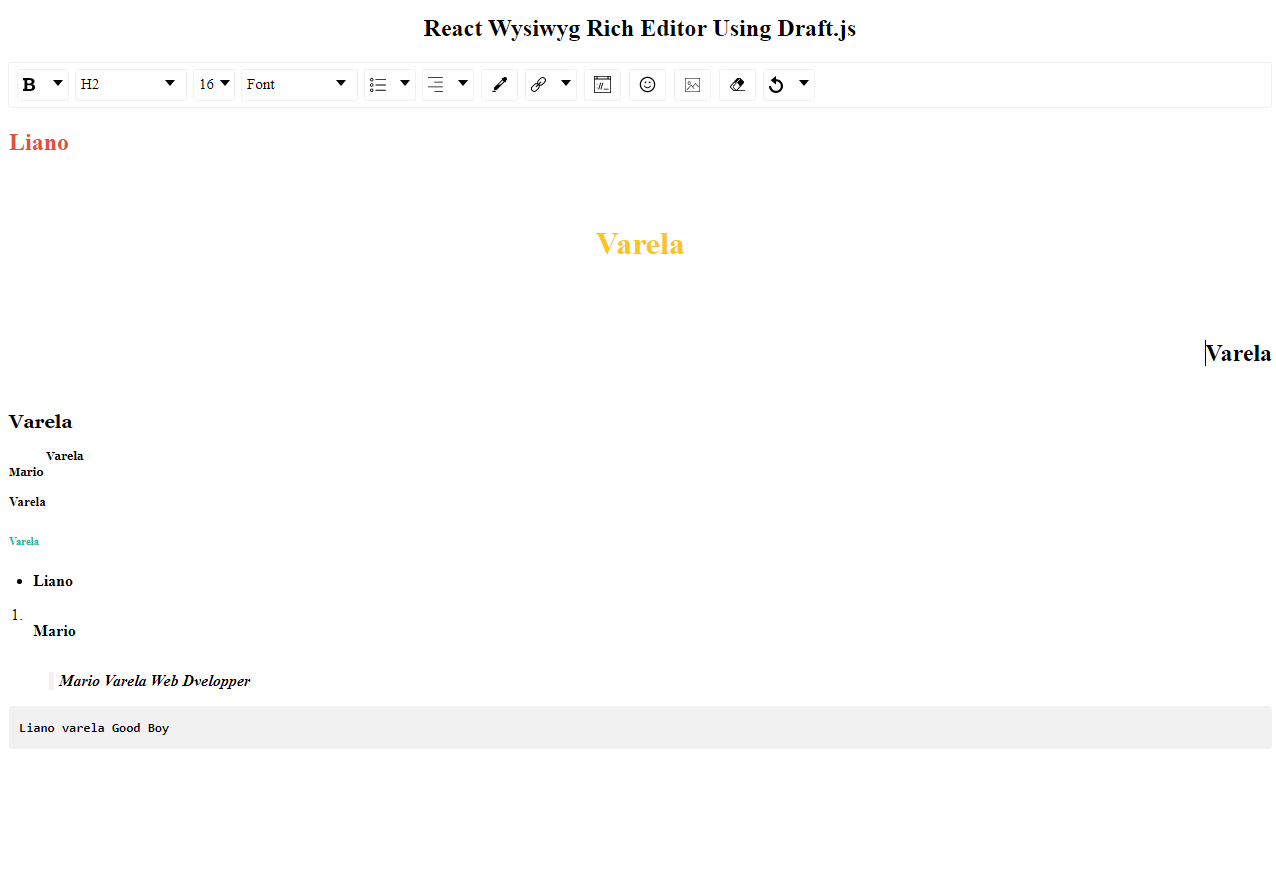 React Wysiwyg Rich Editor Using Draft.js
B H2 16 Font
Liano
Varela
Varela
Varela
Varela
Mario
Varela
Varela
• Liano
1.
Mario
Mario Varela Web Dvelopper
Liano varela Good Boy